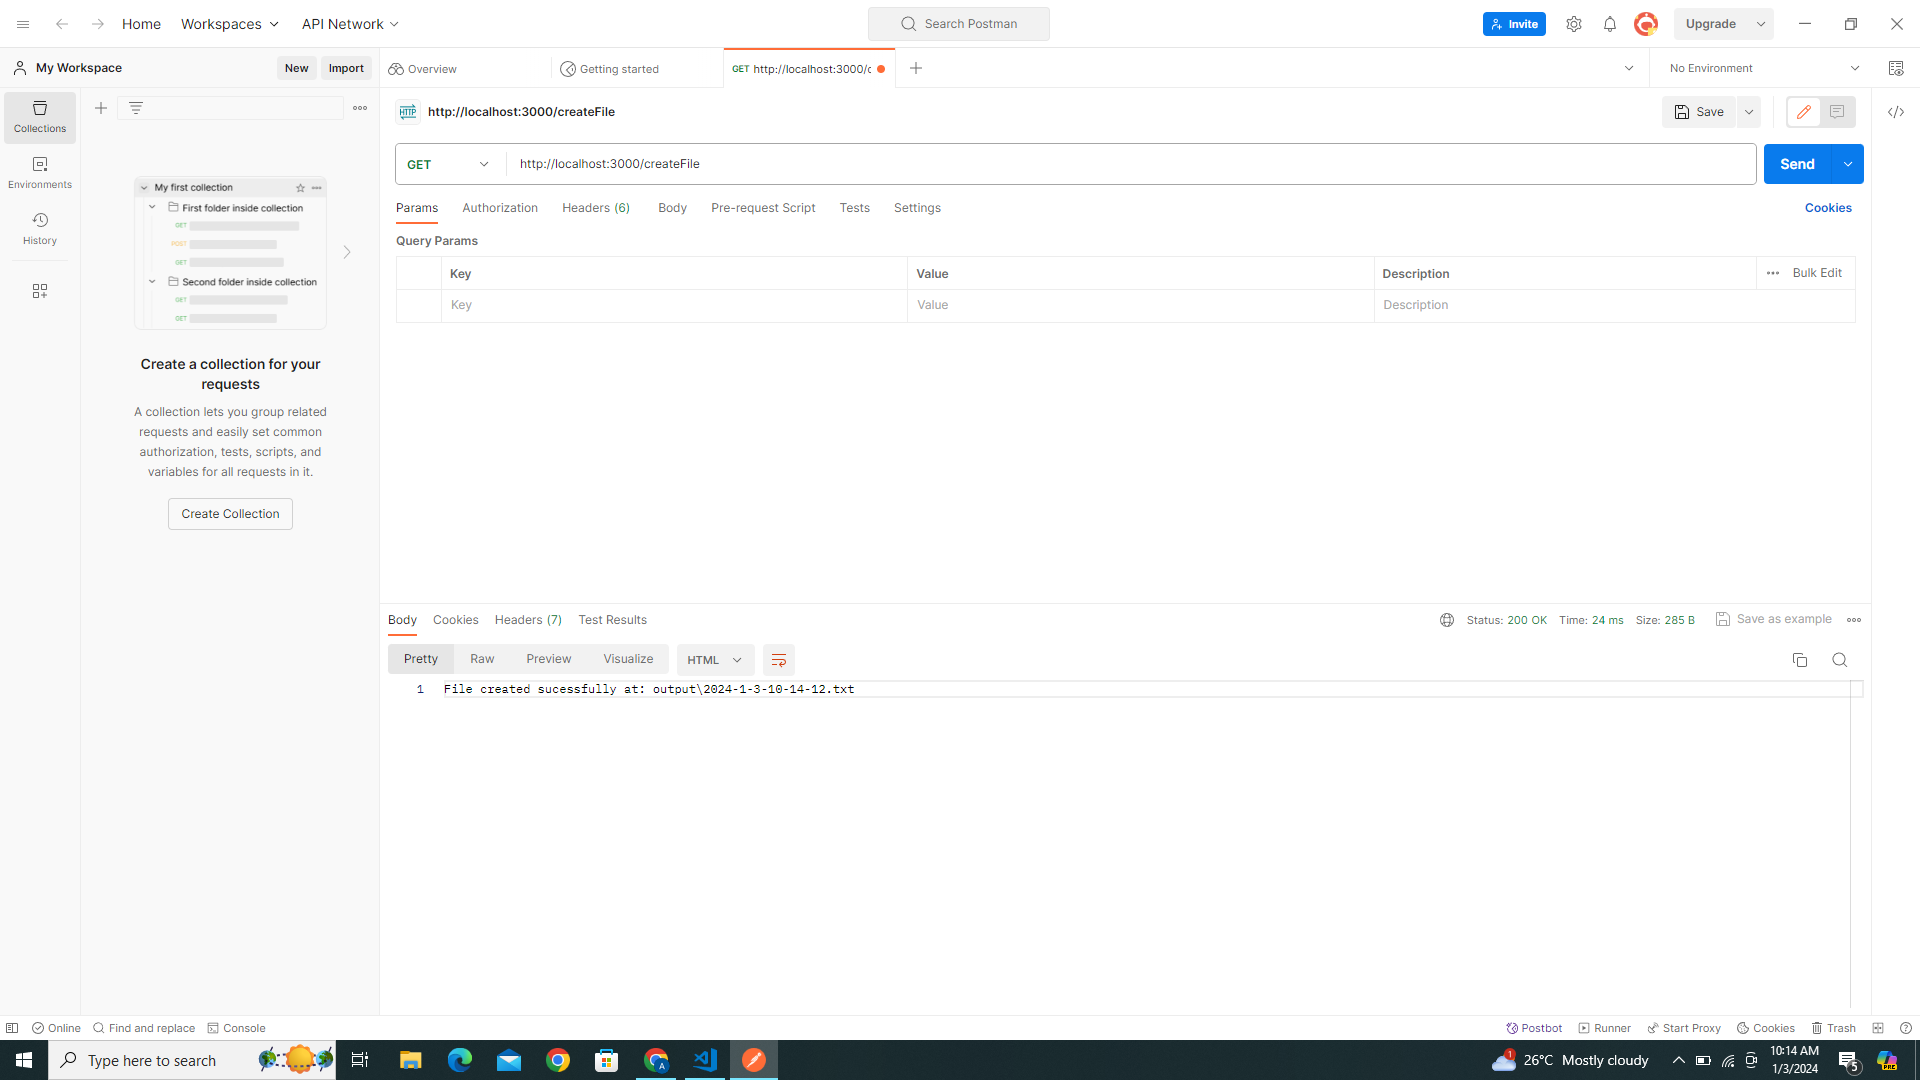 Home Workspaces API Network Search Postman Invite Upgrade
My Workspace New Import Overview Getting started GET http://localhost:3000/c No Environment
Collections
Environments
History
My first collection
First folder inside collection
GET
POST
GET
Second folder inside collection
GET
GET
Create a collection for your
requests
A collection lets you group related
requests and easily set common
authorization, tests, scripts, and
variables for all requests in it.
Create Collection
HTTP http://localhost:3000/createFile Save
GET http://localhost:3000/createFile Send
Params Authorization Headers (6) Body Pre-request Script Tests Settings Cookies
Query Params
Key Value Description Bulk Edit
Key Value Description
Body Cookies Headers (7) Test Results Status: 200 OK Time: 24 ms Size: 285 B Save as example
Pretty Raw Preview Visualize HTML
1 File created sucessfully at: output\2024-1-3-10-14-12.txt
Online Find and replace Console Postbot Runner Start Proxy Cookies Trash
Type here to search A 1 26°C Mostly cloudy 10:14 AM 5 PRE
1/3/2024